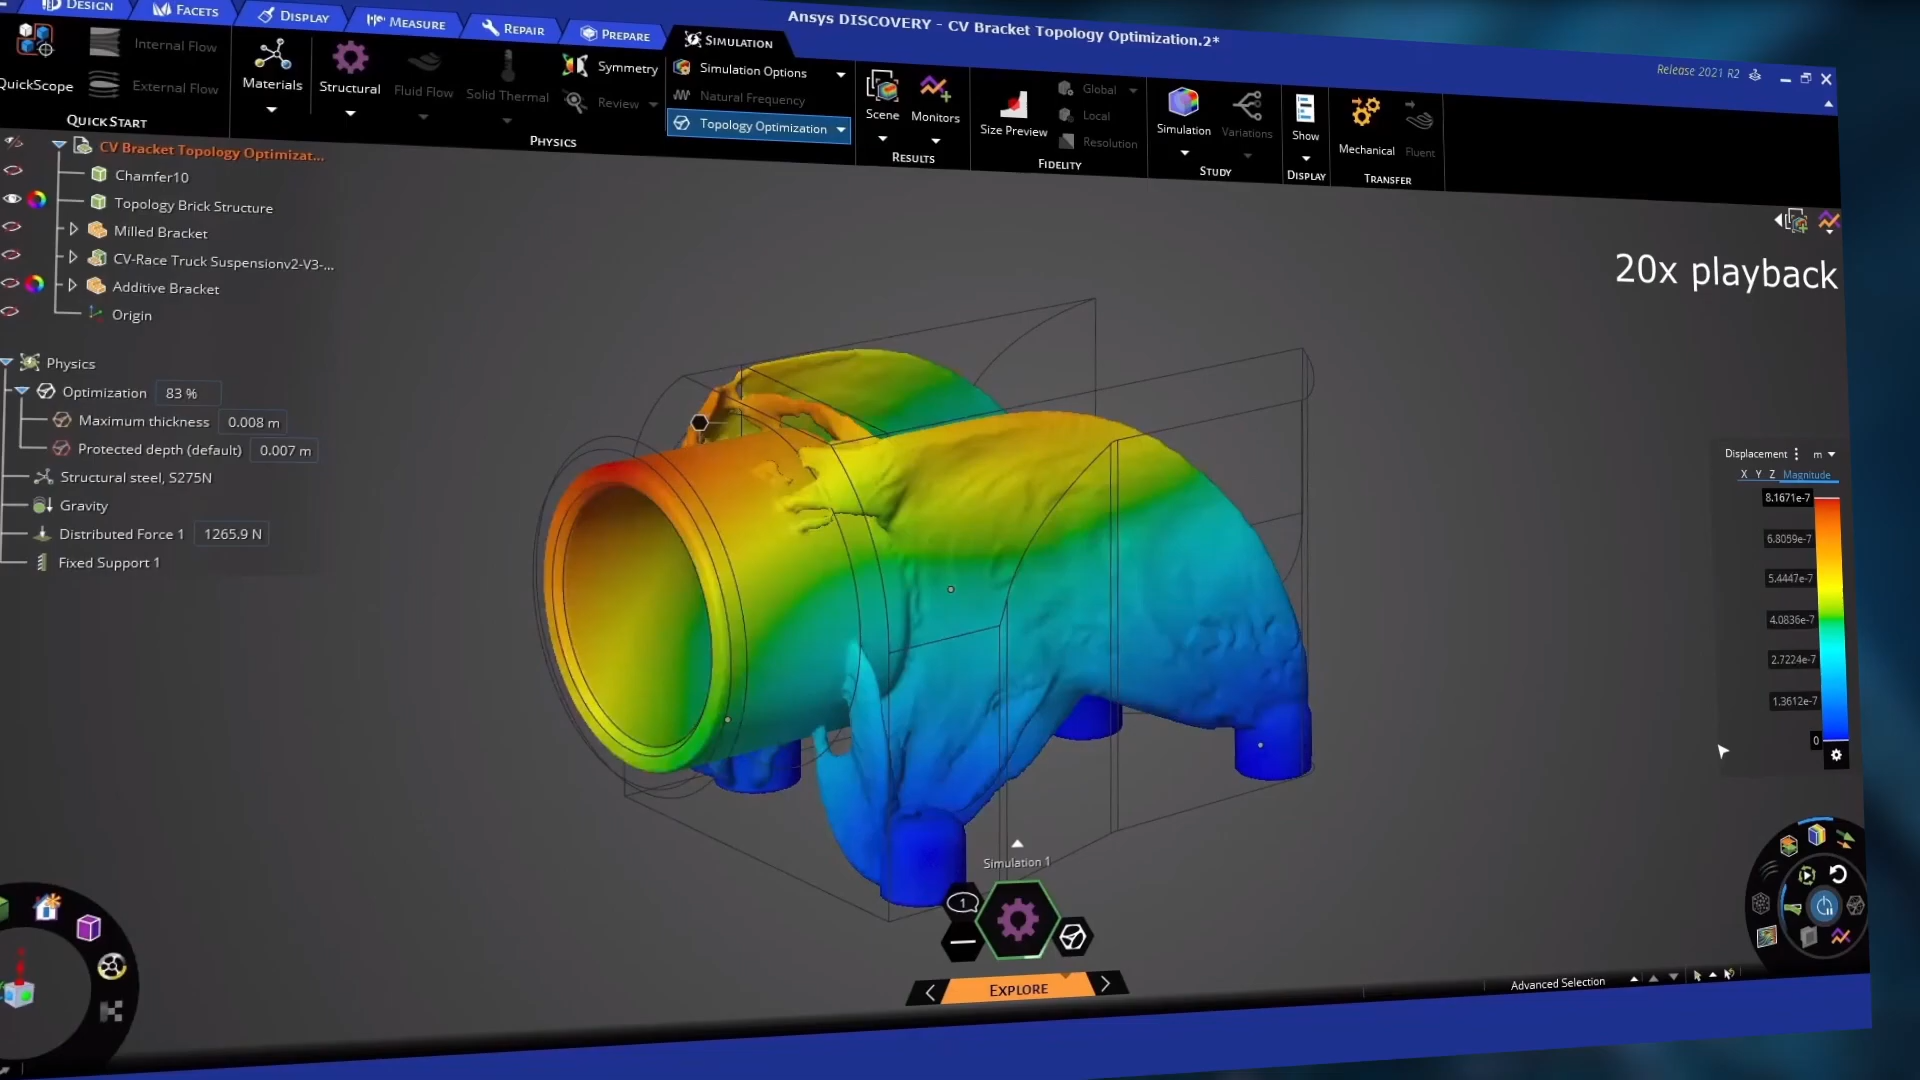 DESIGN
FACETS
DISPLAY
MEASURE
REPAIR
PREPARE
SIMULATION
Ansys DISCOVERY - CV Bracket Topology Optimization.2*
Release 2021 R2
QuickScope
Internal Flow
External Flow
QUICK START
Materials
Structural
Fluid Flow
Solid Thermal
Symmetry
Review
PHYSICS
Simulation Options
Natural Frequency
Topology Optimization
Scene
Monitors
RESULTS
Size Preview
Global
Local
Resolution
FIDELITY
Simulation
Variations
STUDY
Show
DISPLAY
Mechanical
Fluent
TRANSFER
CV Bracket Topology Optimizat...
Chamfer10
Topology Brick Structure
Milled Bracket
CV-Race Truck Suspensionv2-V3-...
Additive Bracket
Origin
Physics
Optimization 83 %
Maximum thickness 0.008 m
Protected depth (default) 0.007 m
Structural steel, S275N
Gravity
Distributed Force 1 1265.9 N
Fixed Support 1
20x playback
Displacement m
X Y Z Magnitude
8.1671e-7
6.8059e-7
5.4447e-7
4.0836e-7
2.7224e-7
1.3612e-7
0
Simulation 1
1
EXPLORE
Advanced Selection